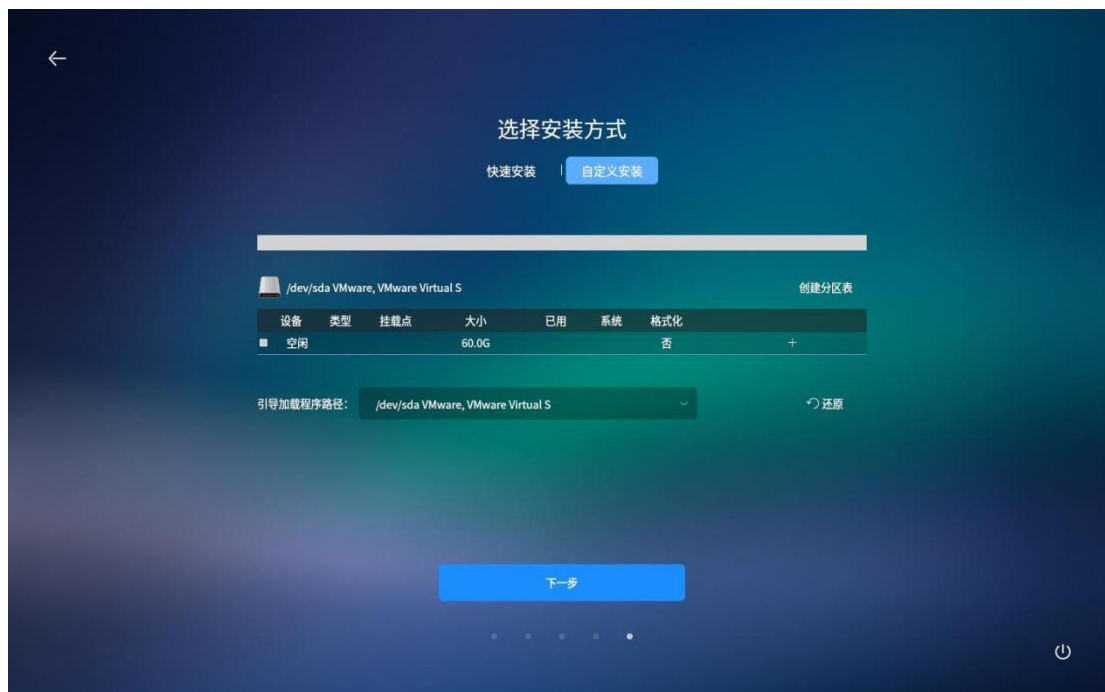 选择安装方式
快速安装 | 自定义安装
/dev/sda VMware, VMware Virtual S 创建分区表
设备 类型 挂载点 大小 已用 系统 格式化
空闲 60.0G 否 +
引导加载程序路径： /dev/sda VMware, VMware Virtual S 还原
下一步